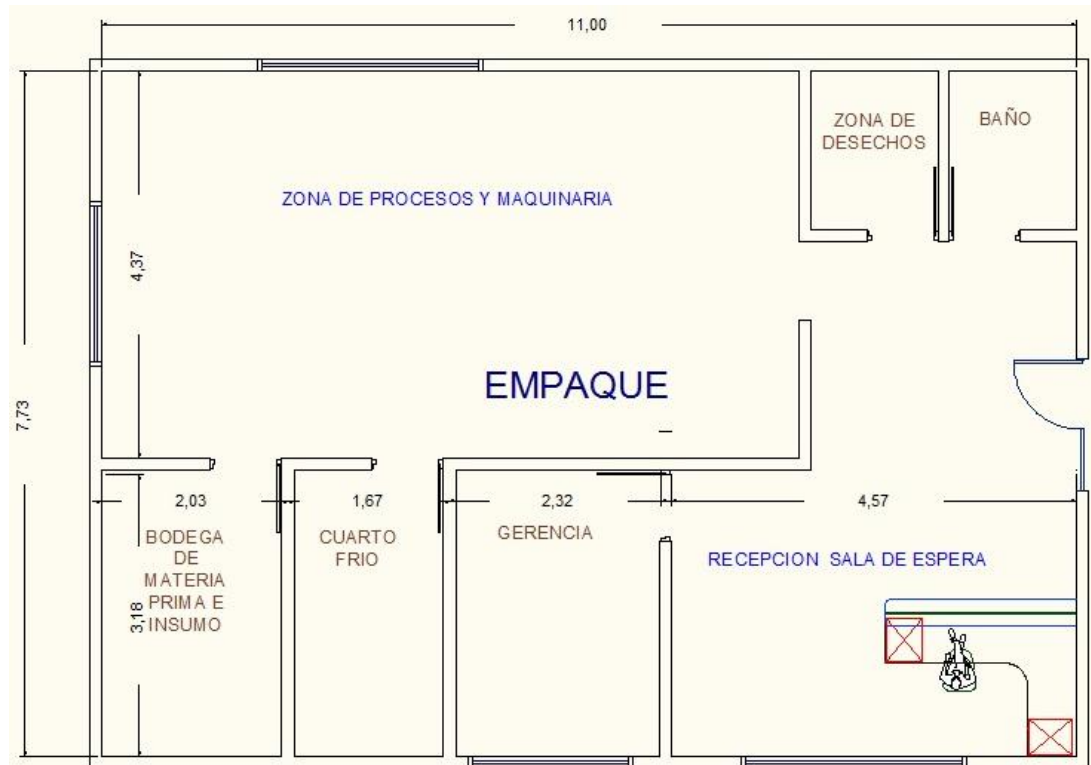 11,00
ZONA DE
DESECHOS
BAÑO
ZONA DE PROCESOS Y MAQUINARIA
4,37
EMPAQUE
7,73
2,03
1,67
2,32
4,57
BODEGA
DE
MATERIA
PRIMA E
INSUMO
CUARTO
FRIO
GERENCIA
RECEPCION SALA DE ESPERA
3,18